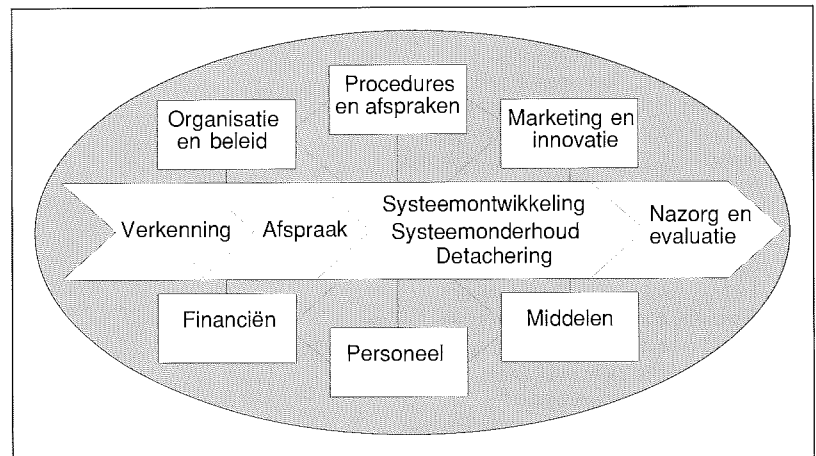 Procedures
en afspraken
Organisatie
en beleid
Marketing en
innovatie
Verkenning
Afspraak
Systeemontwikkeling
Systeemonderhoud
Detachering
Nazorg en
evaluatie
Financiën
Personeel
Middelen